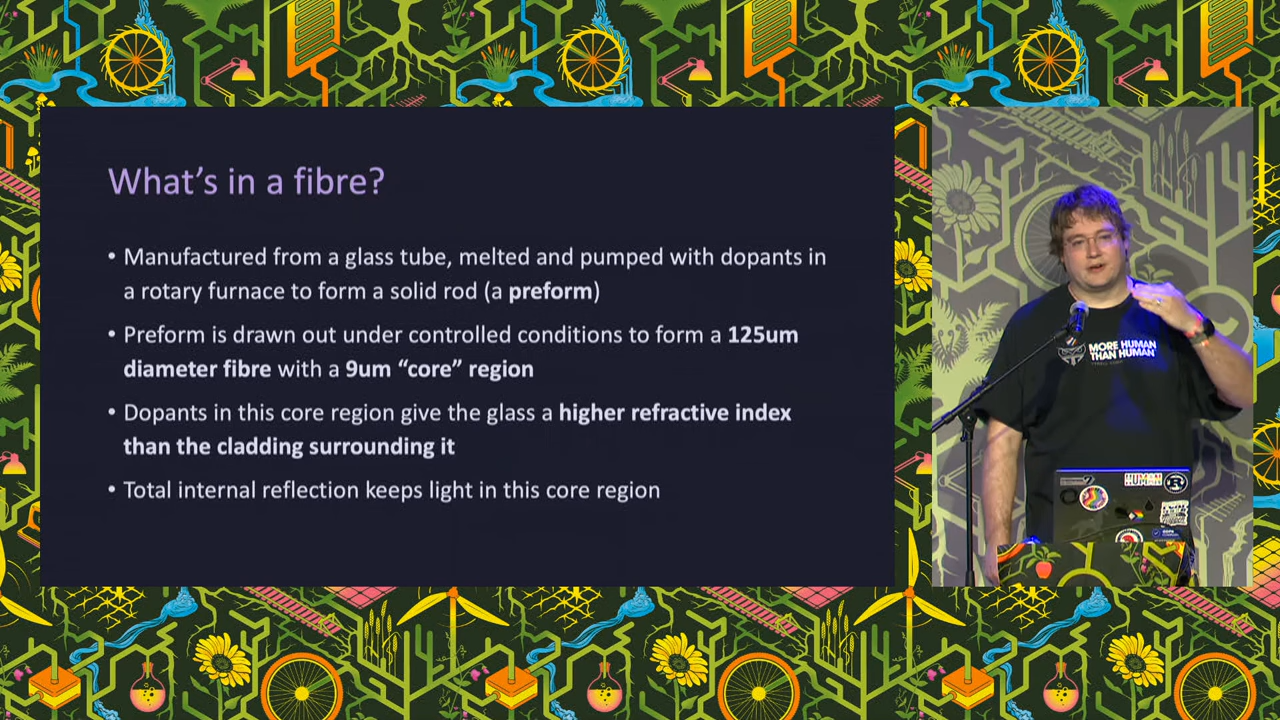 What's in a fibre?
• Manufactured from a glass tube, melted and pumped with dopants in
a rotary furnace to form a solid rod (a preform)
• Preform is drawn out under controlled conditions to form a 125um
diameter fibre with a 9um “core” region
• Dopants in this core region give the glass a higher refractive index
than the cladding surrounding it
• Total internal reflection keeps light in this core region
MORE HUMAN
THAN HUMAN
HUMAN